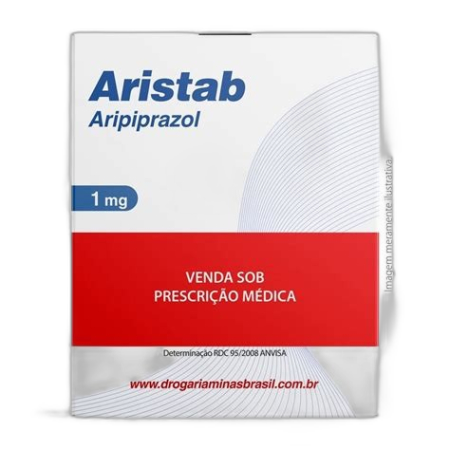 Aristab
Aripiprazol
1 mg
VENDA SOB
PRESCRIÇÃO MÉDICA
Determinação RDC 95/2008 ANVISA
www.drogariaminasbrasil.com.br
Imagem meramente ilustrativa